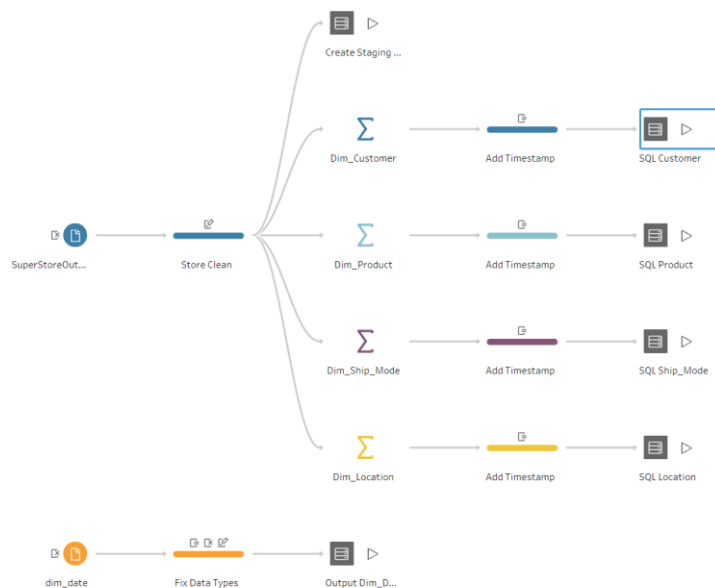 Create Staging ...
Dim_Customer
Add Timestamp
SQL Customer
SuperStoreOut...
Store Clean
Dim_Product
Add Timestamp
SQL Product
Dim_Ship_Mode
Add Timestamp
SQL Ship_Mode
Dim_Location
Add Timestamp
SQL Location
dim_date
Fix Data Types
Output Dim_D...